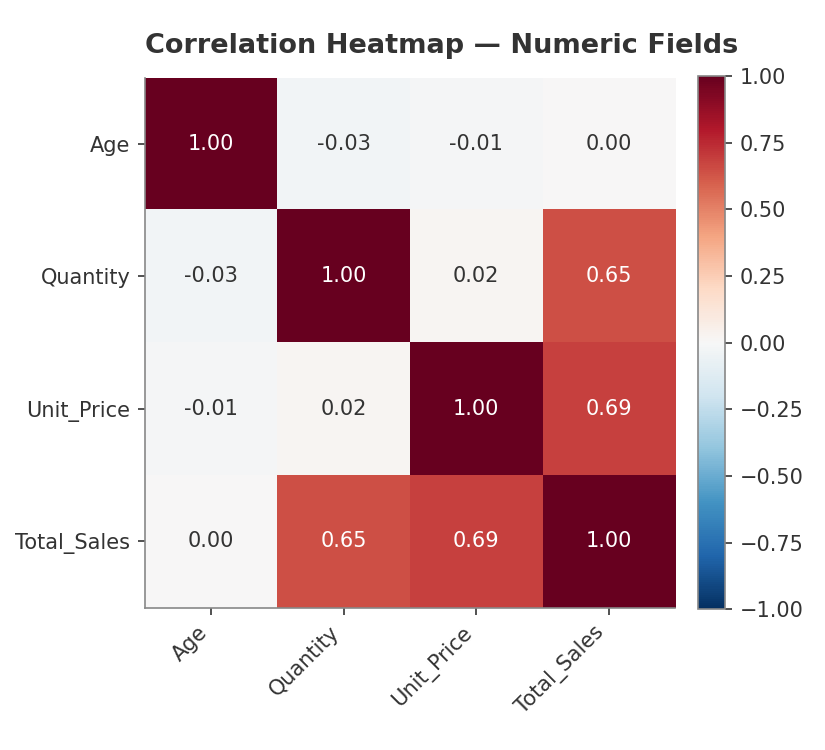 Correlation Heatmap — Numeric Fields
Age 1.00 -0.03 -0.01 0.00
Quantity -0.03 1.00 0.02 0.65
Unit_Price -0.01 0.02 1.00 0.69
Total_Sales 0.00 0.65 0.69 1.00
Age Quantity Unit_Price Total_Sales
1.00
0.75
0.50
0.25
0.00
−0.25
−0.50
−0.75
−1.00